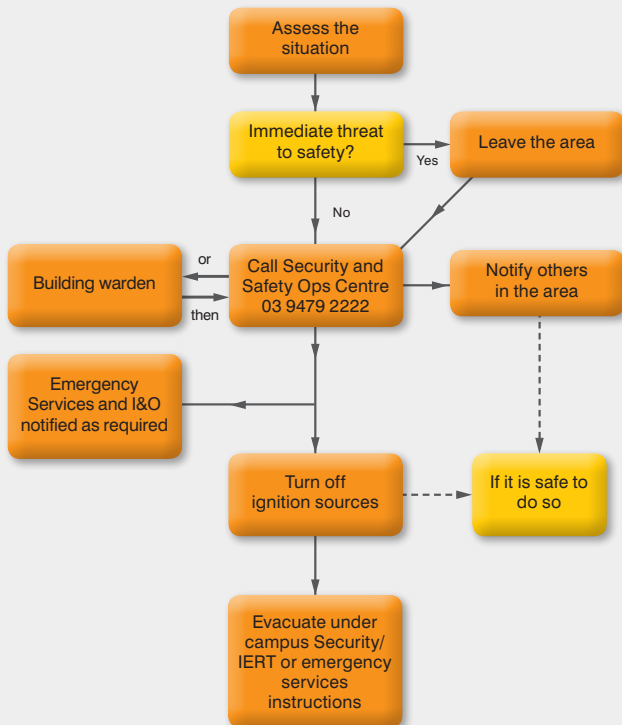 Assess the
situation
Immediate threat
to safety?
Yes
Leave the area
No
Building warden
or
then
Call Security and
Safety Ops Centre
03 9479 2222
Notify others
in the area
Emergency
Services and I&O
notified as required
Turn off
ignition sources
If it is safe to
do so
Evacuate under
campus Security/
IERT or emergency
services
instructions